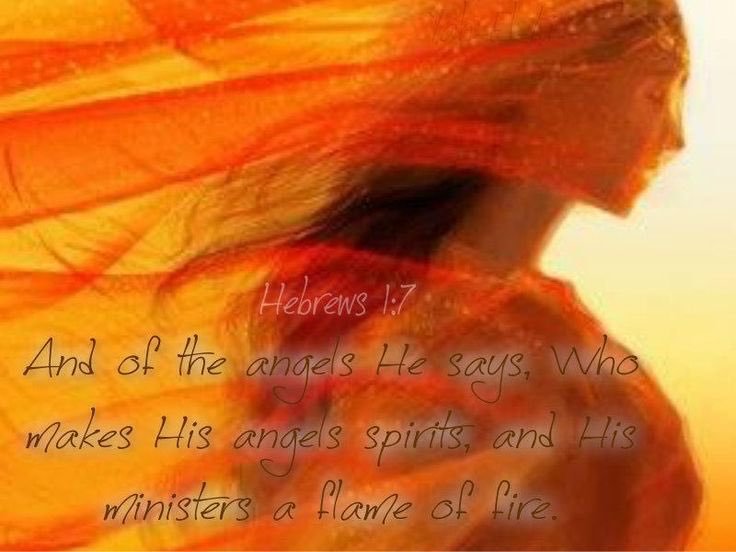 Hebrews 1:7
And of the angels He says, Who
makes His angels spirits, and His
ministers a flame of fire.